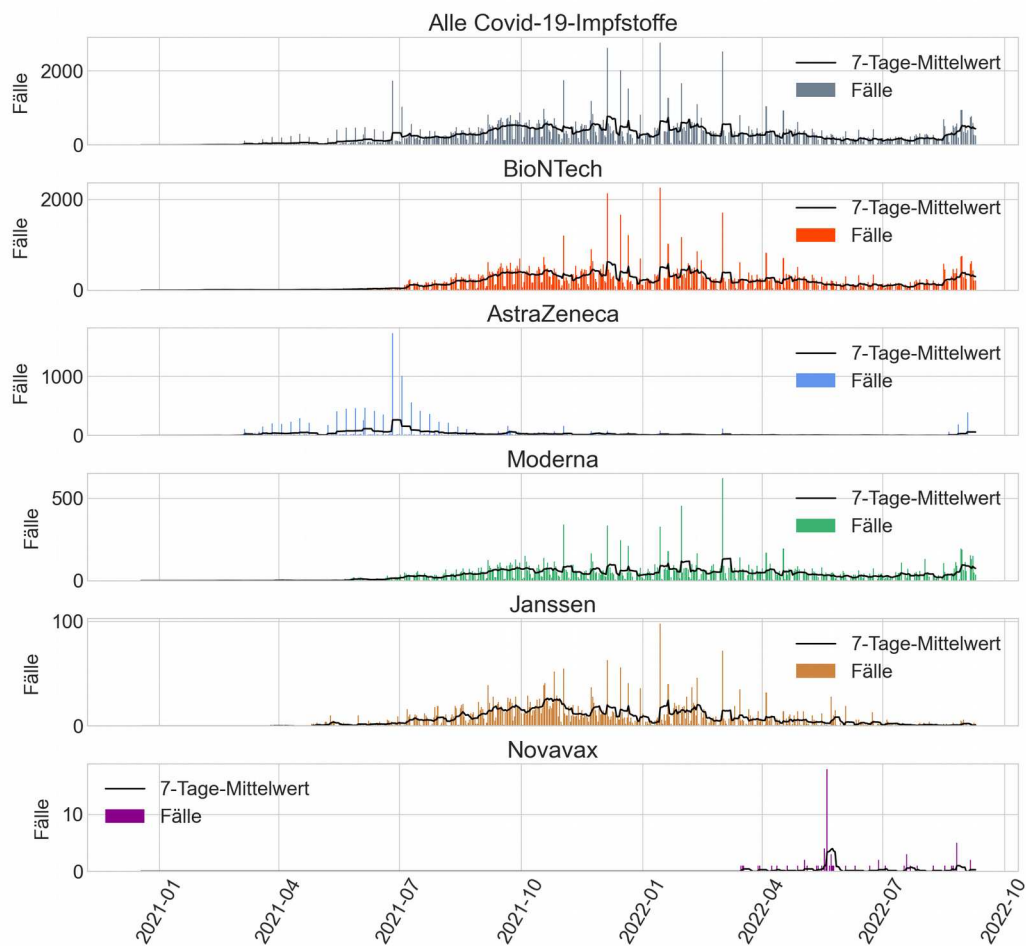 Alle Covid-19-Impfstoffe
Fälle
2000
0
7-Tage-Mittelwert
Fälle
BioNTech
Fälle
2000
0
7-Tage-Mittelwert
Fälle
AstraZeneca
Fälle
1000
0
7-Tage-Mittelwert
Fälle
Moderna
Fälle
500
0
7-Tage-Mittelwert
Fälle
Janssen
Fälle
100
0
7-Tage-Mittelwert
Fälle
Novavax
Fälle
10
0
7-Tage-Mittelwert
Fälle
2021-01
2021-04
2021-07
2021-10
2022-01
2022-04
2022-07
2022-10